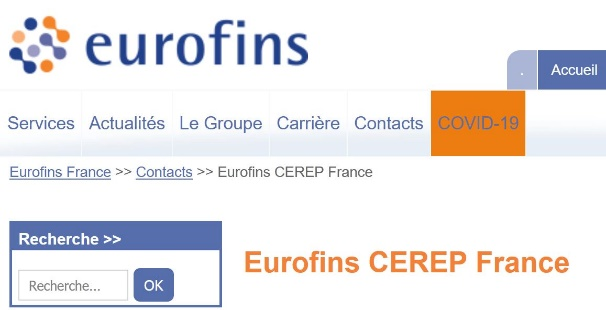 eurofins
. Accueil
Services Actualités Le Groupe Carrière Contacts COVID-19
Eurofins France >> Contacts >> Eurofins CEREP France
Recherche >>
Eurofins CEREP France
Recherche... OK